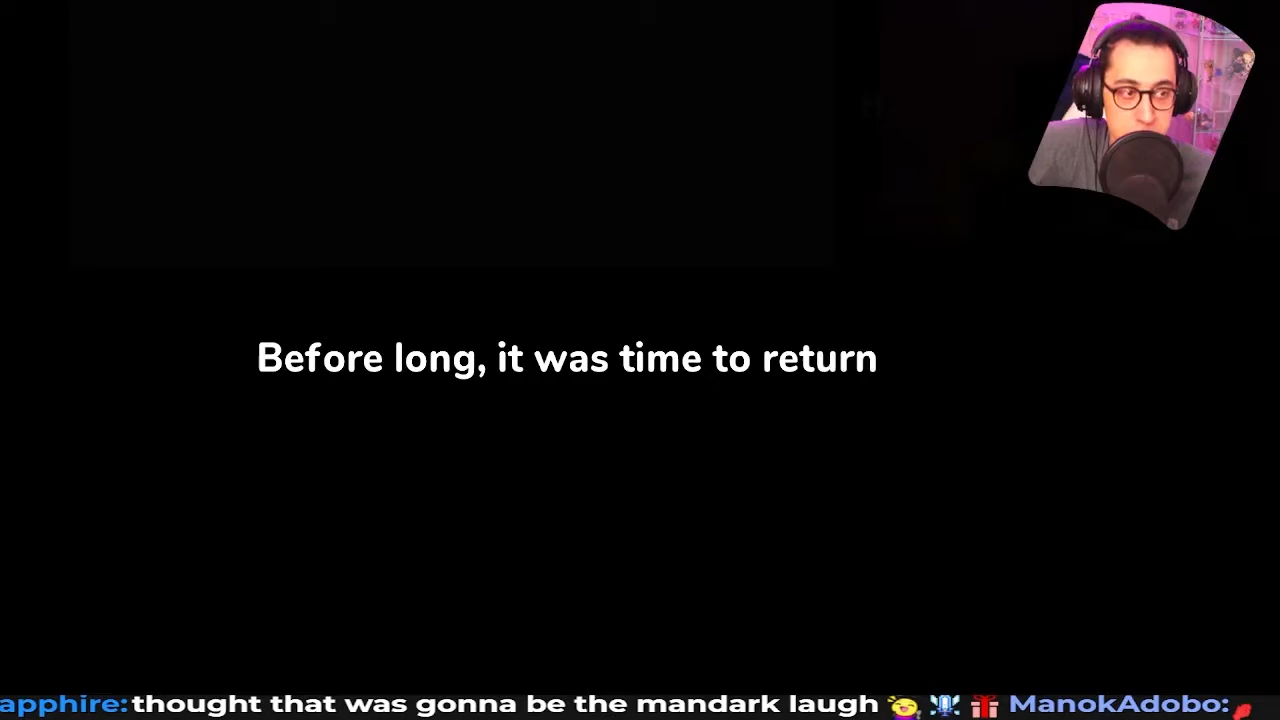 Before long, it was time to return
apphire: thought that was gonna be the mandark laugh ManokAdobo: